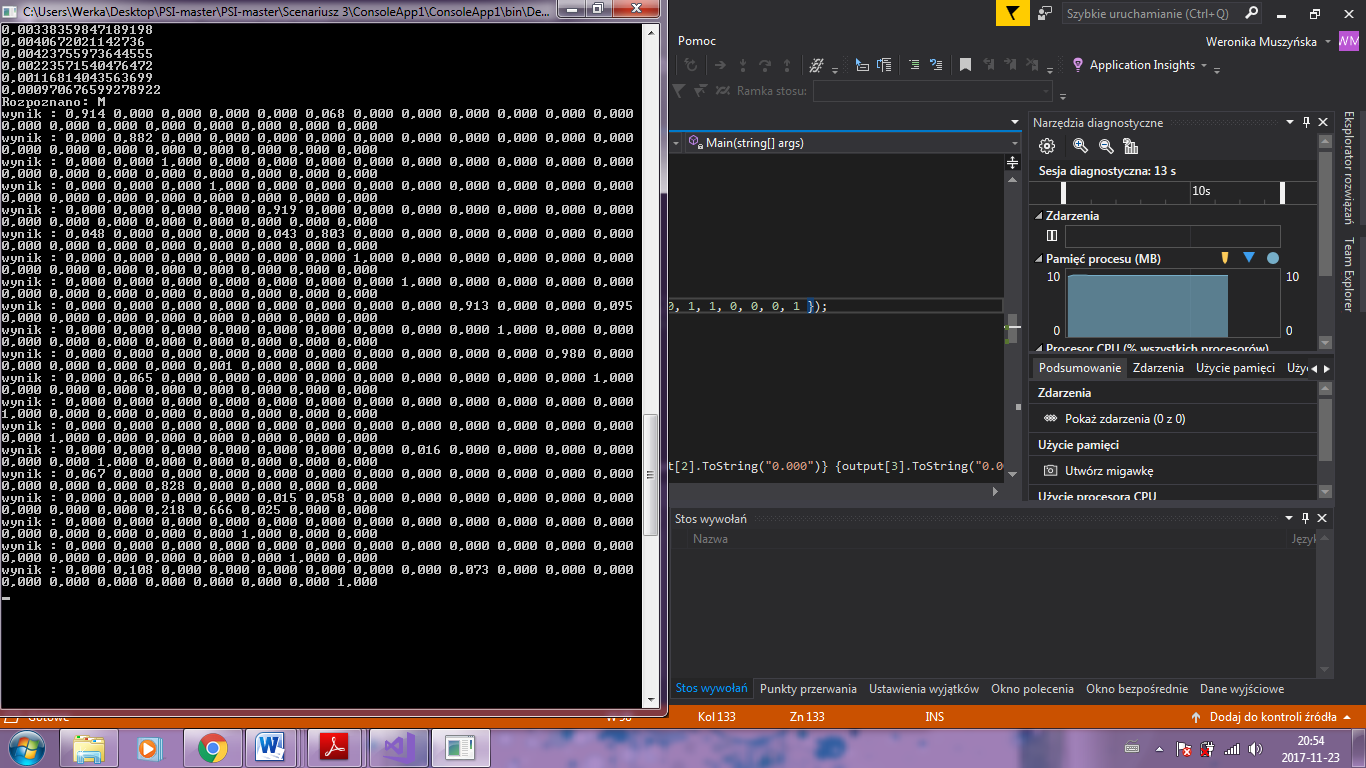 C:\Users\Werka\Desktop\PSI-master\PSI-master\Scenariusz 3\ConsoleApp1\ConsoleApp1\bin\De...
0,00338359847189198
0,00406720211142736
0,00423755973644555
0,00223571540476472
0,00116814043563699
0,000970676599278922
Rozpoznano: M
wynik : 0,914 0,000 0,000 0,000 0,000 0,068 0,000 0,000 0,000 0,000 0,000 0,000
0,000 0,000 0,000 0,000 0,000 0,000 0,000 0,000
wynik : 0,000 0,882 0,000 0,000 0,000 0,000 0,000 0,000 0,000 0,000 0,000 0,000
0,000 0,000 0,000 0,000 0,000 0,000 0,000 0,000
wynik : 0,000 0,000 1,000 0,000 0,000 0,000 0,000 0,000 0,000 0,000 0,000 0,000
0,000 0,000 0,000 0,000 0,000 0,000 0,000 0,000
wynik : 0,000 0,000 0,000 1,000 0,000 0,000 0,000 0,000 0,000 0,000 0,000 0,000
0,000 0,000 0,000 0,000 0,000 0,000 0,000 0,000
wynik : 0,000 0,000 0,000 0,000 0,919 0,000 0,000 0,000 0,000 0,000 0,000 0,000
0,000 0,000 0,000 0,000 0,000 0,000 0,000 0,000
wynik : 0,048 0,000 0,000 0,000 0,043 0,803 0,000 0,000 0,000 0,000 0,000 0,000
0,000 0,000 0,000 0,000 0,000 0,000 0,000 0,000
wynik : 0,000 0,000 0,000 0,000 0,000 0,000 1,000 0,000 0,000 0,000 0,000 0,000
0,000 0,000 0,000 0,000 0,000 0,000 0,000 0,000
wynik : 0,000 0,000 0,000 0,000 0,000 0,000 0,000 1,000 0,000 0,000 0,000 0,000
0,000 0,000 0,000 0,000 0,000 0,000 0,000 0,000
wynik : 0,000 0,000 0,000 0,000 0,000 0,000 0,000 0,000 0,913 0,000 0,000 0,095
0,000 0,000 0,000 0,000 0,000 0,000 0,000 0,000
wynik : 0,000 0,000 0,000 0,000 0,000 0,000 0,000 0,000 0,000 1,000 0,000 0,000
0,000 0,000 0,000 0,000 0,000 0,000 0,000 0,000
wynik : 0,000 0,000 0,000 0,000 0,000 0,000 0,000 0,000 0,000 0,000 0,980 0,000
0,000 0,000 0,000 0,000 0,001 0,000 0,000 0,000
wynik : 0,000 0,065 0,000 0,000 0,000 0,000 0,000 0,000 0,000 0,000 0,000 1,000
0,000 0,000 0,000 0,000 0,000 0,000 0,000 0,000
wynik : 0,000 0,000 0,000 0,000 0,000 0,000 0,000 0,000 0,000 0,000 0,000 0,000
1,000 0,000 0,000 0,000 0,000 0,000 0,000 0,000
wynik : 0,000 0,000 0,000 0,000 0,000 0,000 0,000 0,000 0,000 0,000 0,000 0,000
0,000 1,000 0,000 0,000 0,000 0,000 0,000 0,000
wynik : 0,000 0,000 0,000 0,000 0,000 0,000 0,000 0,016 0,000 0,000 0,000 0,000
0,000 0,000 1,000 0,000 0,000 0,000 0,000 0,000
wynik : 0,067 0,000 0,000 0,000 0,000 0,000 0,000 0,000 0,000 0,000 0,000 0,000
0,000 0,000 0,000 0,828 0,000 0,000 0,000 0,000
wynik : 0,000 0,000 0,000 0,000 0,015 0,058 0,000 0,000 0,000 0,000 0,000 0,000
0,000 0,000 0,000 0,218 0,666 0,025 0,000 0,000
wynik : 0,000 0,000 0,000 0,000 0,000 0,000 0,000 0,000 0,000 0,000 0,000 0,000
0,000 0,000 0,000 0,000 0,000 1,000 0,000 0,000
wynik : 0,000 0,000 0,000 0,000 0,000 0,000 0,000 0,000 0,000 0,000 0,000 0,000
0,000 0,000 0,000 0,000 0,000 0,000 1,000 0,000
wynik : 0,000 0,108 0,000 0,000 0,000 0,000 0,000 0,000 0,073 0,000 0,000 0,000
0,000 0,000 0,000 0,000 0,000 0,000 0,000 1,000
Szybkie uruchamianie (Ctrl+Q)
Pomoc
Weronika Muszyńska WM
Application Insights
Ramka stosu:
Main(string[] args)
0, 1, 1, 0, 0, 0, 1 });
t[2].ToString("0.000")} {output[3].ToString("0.0
Narzędzia diagnostyczne
Sesja diagnostyczna: 13 s
10s
Zdarzenia
Pamięć procesu (MB)
10 10
0 0
Procesor CPU (% wszystkich procesorów)
Podsumowanie Zdarzenia Użycie pamięci Uży
Zdarzenia
Pokaż zdarzenia (0 z 0)
Użycie pamięci
Utwórz migawkę
Użycie procesora CPU
Eksplorator rozwiązań
Team Explorer
Stos wywołań
Nazwa Język
Stos wywołań Punkty przerwania Ustawienia wyjątków Okno polecenia Okno bezpośrednie Dane wyjściowe
Gotowe Kol 133 Zn 133 INS Dodaj do kontroli źródła
20:54
2017-11-23